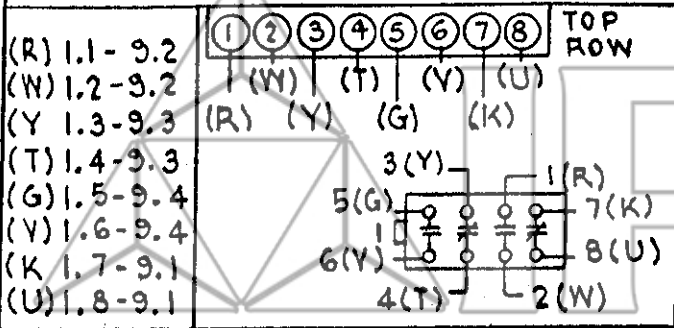 (R) 1.1 - 9.2
(W) 1.2 - 9.2
(Y 1.3 - 9.3
(T) 1.4 - 9.3
(G) 1.5 - 9.4
(V) 1.6 - 9.4
(K 1.7 - 9.1
(U) 1.8 - 9.1
1 2 3 4 5 6 7 8
TOP
ROW
(W) (T) (V) (U)
(R) (Y) (G) (K)
3(Y) 1(R)
5(G) 7(K)
1
6(V) 8(U)
4(T) 2(W)